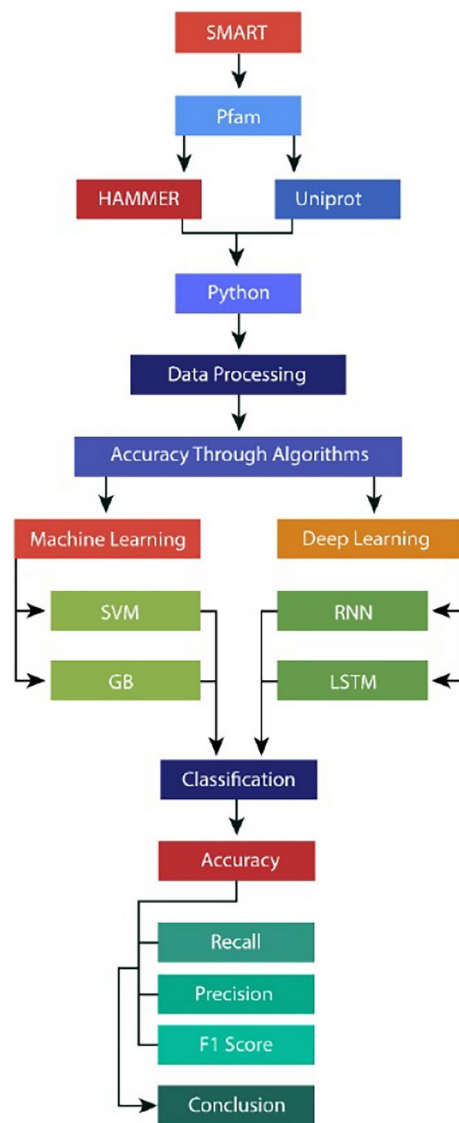 SMART
Pfam
HAMMER
Uniprot
Python
Data Processing
Accuracy Through Algorithms
Machine Learning
Deep Learning
SVM
RNN
GB
LSTM
Classification
Accuracy
Recall
Precision
F1 Score
Conclusion